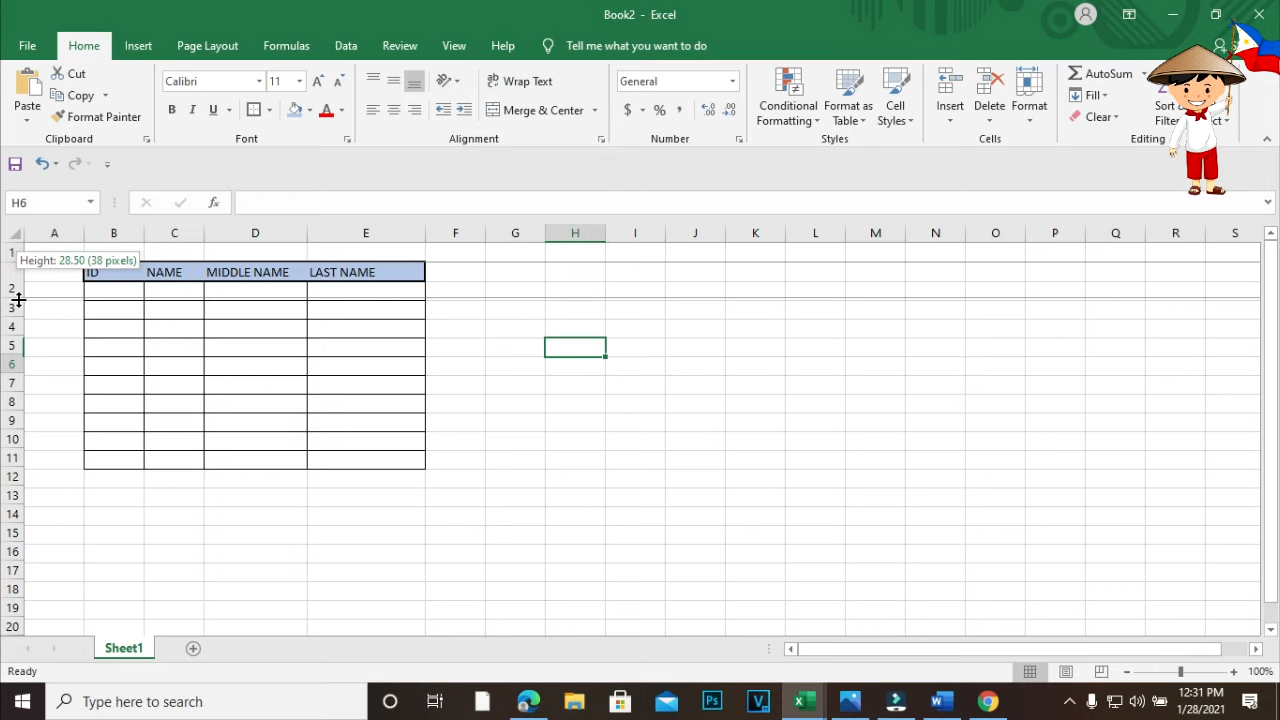 Book2 - Excel
File Home Insert Page Layout Formulas Data Review View Help Tell me what you want to do
Cut
Copy
Format Painter
Paste
Clipboard
Calibri 11
B I U
Font
Wrap Text
Merge & Center
Alignment
General
$ % ,
Number
Conditional Formatting
Format as Table
Cell Styles
Styles
Insert Delete Format
Cells
AutoSum
Fill
Clear
Editing
H6
fx
A B C D E F G H I J K L M N O P Q R S
1
Height: 28.50 (38 pixels)
ID NAME MIDDLE NAME LAST NAME
2
3
4
5
6
7
8
9
10
11
12
13
14
15
16
17
18
19
20
Sheet1
Ready
100%
Type here to search
12:31 PM
1/28/2021